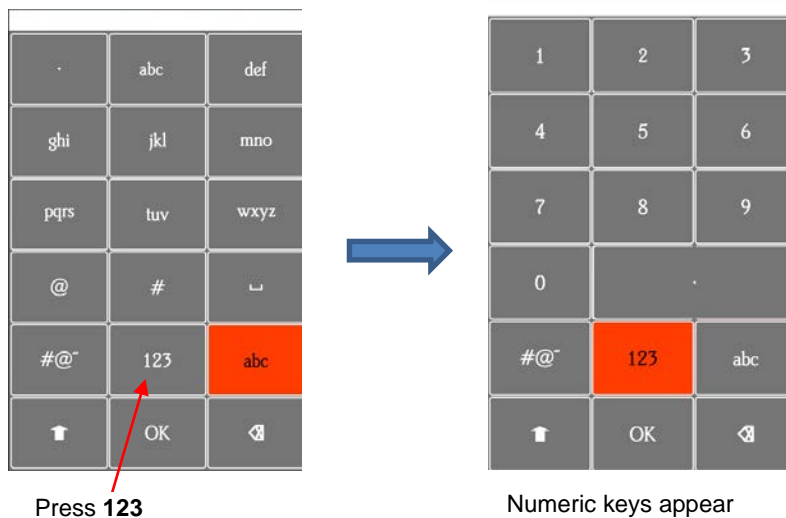 · abc def
ghi jkl mno
pqrs tuv wxyz
@ # ⎵
#@~ 123 abc
OK
Press 123
1 2 3
4 5 6
7 8 9
0 ·
#@~ 123 abc
OK
Numeric keys appear